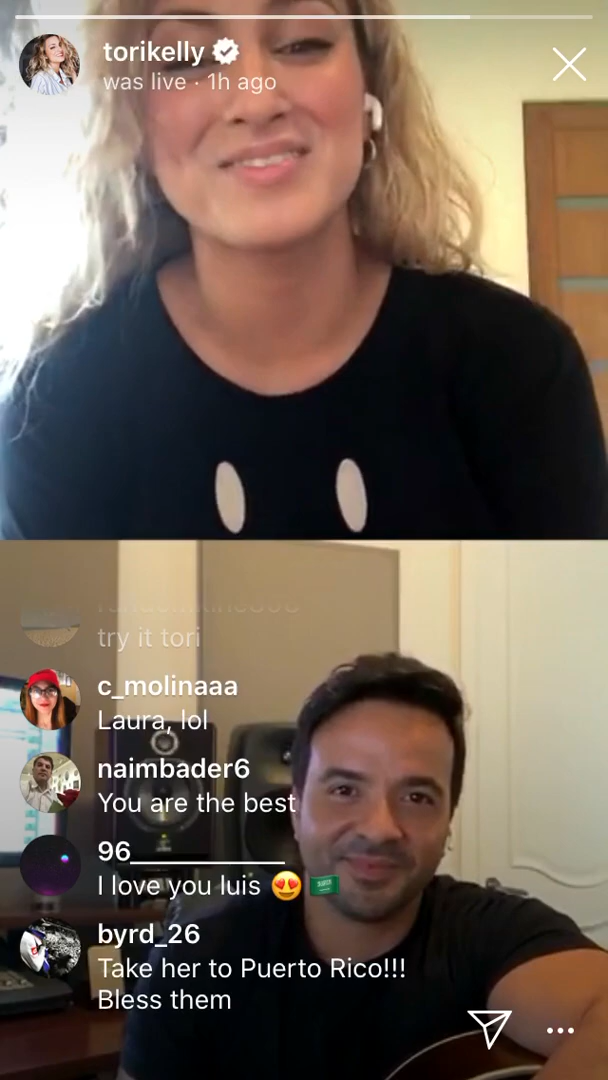 torikelly
was live · 1h ago
try it tori
c_molinaaa
Laura, lol
naimbader6
You are the best
96______________
I love you luis 😍🇸🇦
byrd_26
Take her to Puerto Rico!!!
Bless them